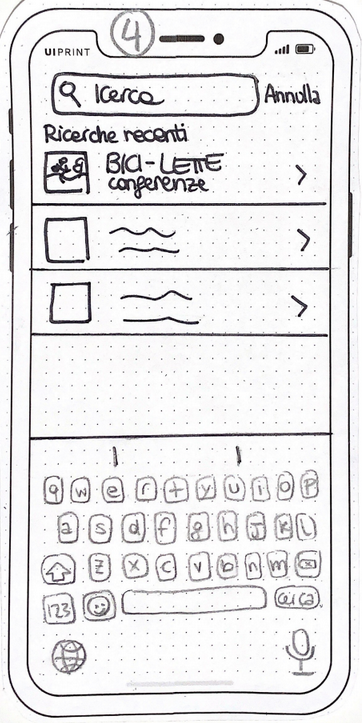 4
UIPRINT
Icerca Annulla
Ricerche recenti
BICI-LETTE
conferenze
q w e r t y u i o p
a s d f g h j k l
z x c v b n m
123 cerca